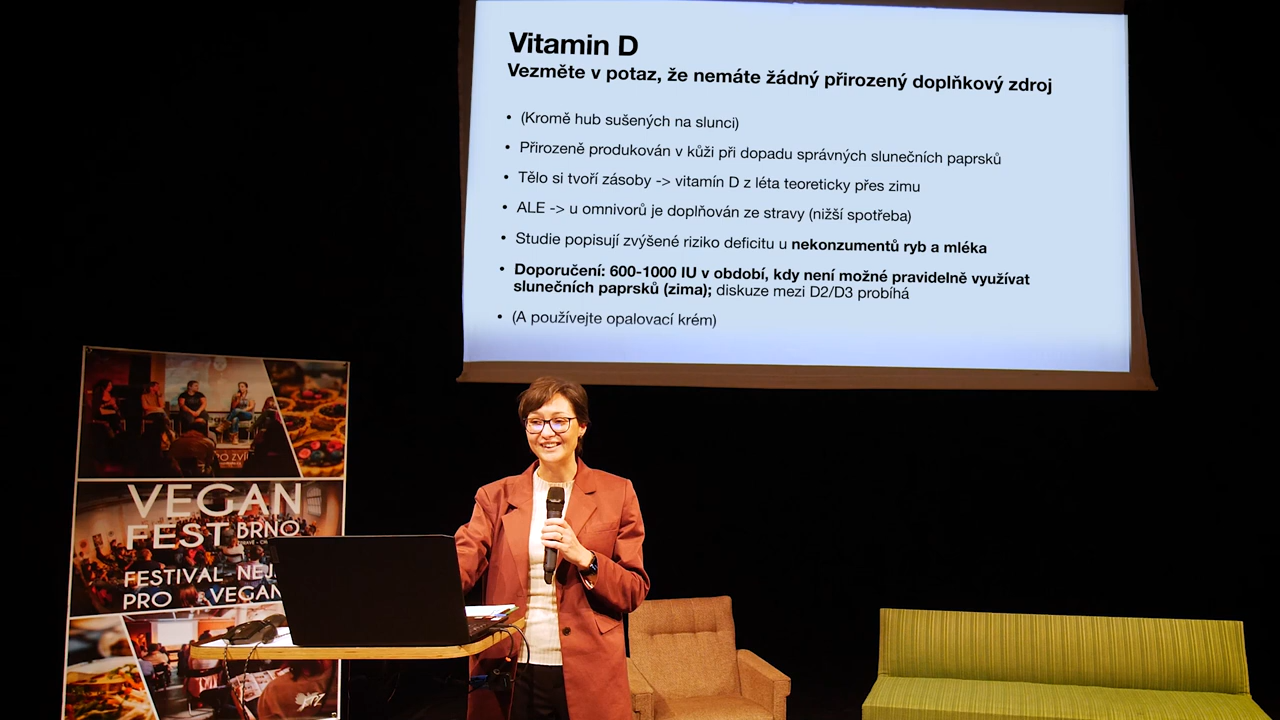 Vitamin D
Vezměte v potaz, že nemáte žádný přirozený doplňkový zdroj
• (Kromě hub sušených na slunci)
• Přirozeně produkován v kůži při dopadu správných slunečních paprsků
• Tělo si tvoří zásoby -> vitamín D z léta teoreticky přes zimu
• ALE -> u omnivorů je doplňován ze stravy (nižší spotřeba)
• Studie popisují zvýšené riziko deficitu u nekonzumentů ryb a mléka
• Doporučení: 600-1000 IU v období, kdy není možné pravidelně využívat
slunečních paprsků (zima); diskuze mezi D2/D3 probíhá
• (A používejte opalovací krém)
VEGAN
FEST BRNO
FESTIVAL NEJ
PRO VEGAN